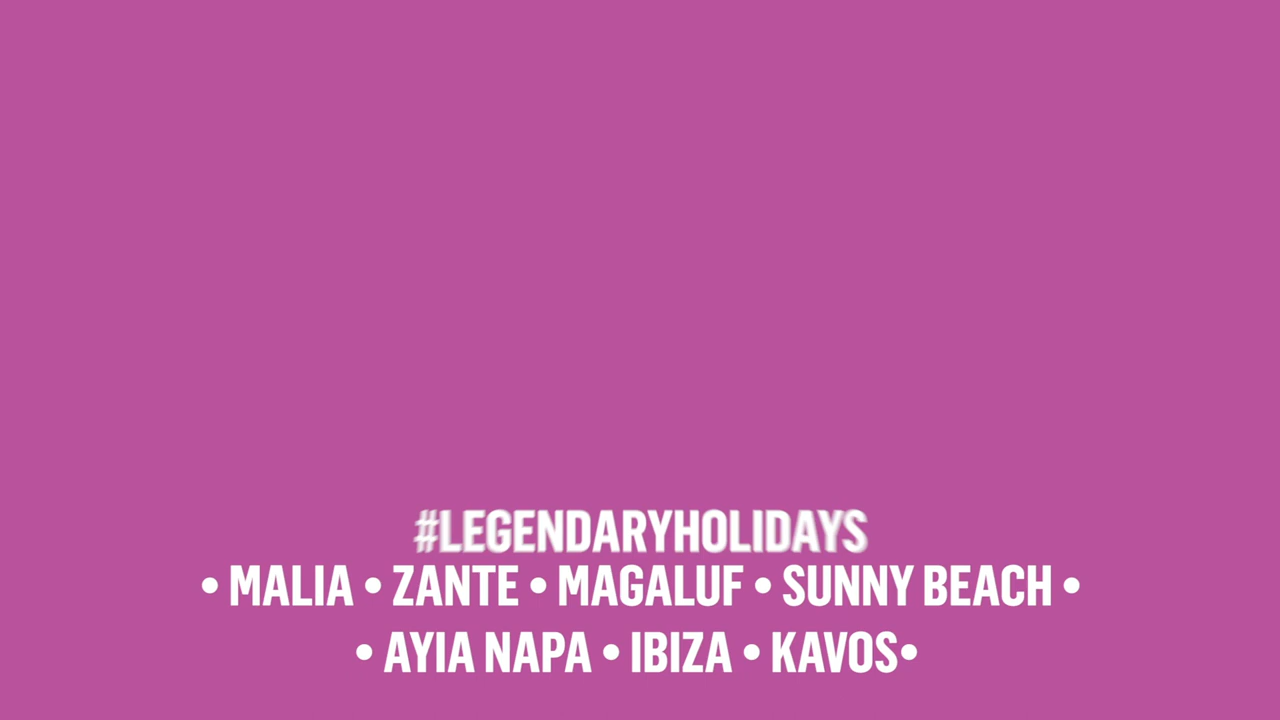 #LEGENDARYHOLIDAYS
• MALIA • ZANTE • MAGALUF • SUNNY BEACH •
• AYIA NAPA • IBIZA • KAVOS•